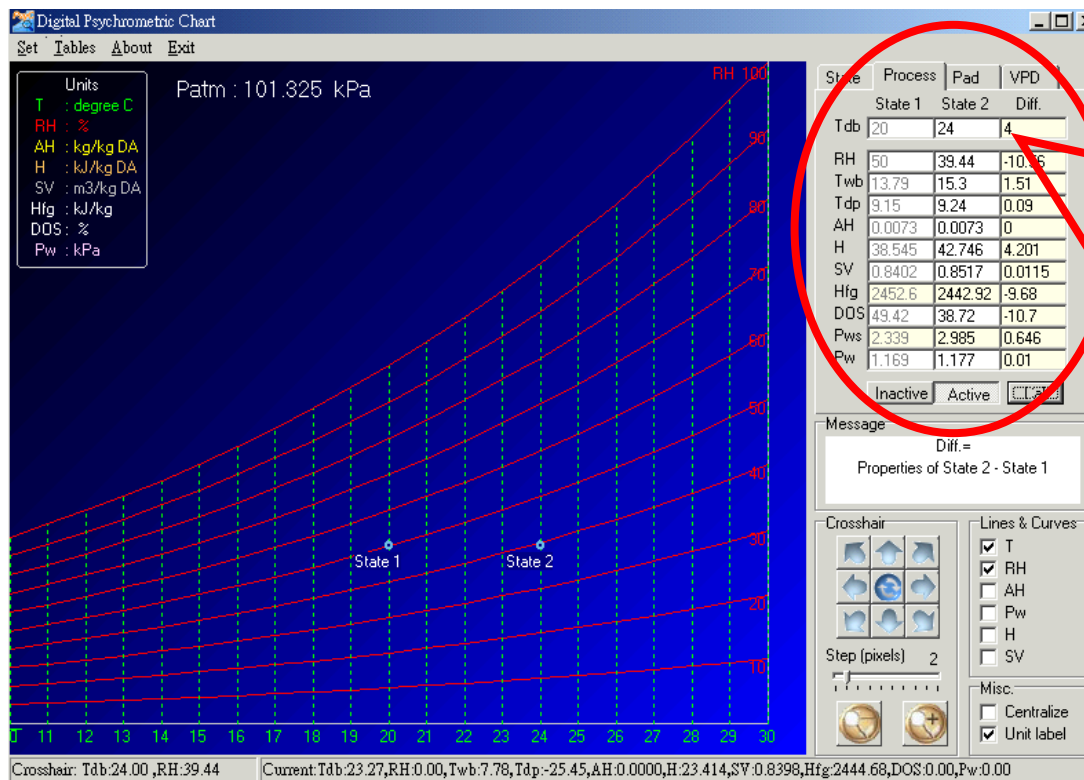 Digital Psychrometric Chart
Set Tables About Exit
Units
T : degree C
RH : %
AH : kg/kg DA
H : kJ/kg DA
SV : m3/kg DA
Hfg : kJ/kg
DOS : %
Pw : kPa
Patm : 101.325 kPa
RH 100
90
80
70
60
50
40
30
20
10
State 1
State 2
T 11 12 13 14 15 16 17 18 19 20 21 22 23 24 25 26 27 28 29 30
State Process Pad VPD
State 1 State 2 Diff.
Tdb 20 24 4
RH 50 39.44 -10.56
Twb 13.79 15.3 1.51
Tdp 9.15 9.24 0.09
AH 0.0073 0.0073 0
H 38.545 42.746 4.201
SV 0.8402 0.8517 0.0115
Hfg 2452.6 2442.92 -9.68
DOS 49.42 38.72 -10.7
Pws 2.339 2.985 0.646
Pw 1.169 1.177 0.01
Inactive Active Cal
Message
Diff.=
Properties of State 2 - State 1
Crosshair
Step (pixels) 2
Lines & Curves
T
RH
AH
Pw
H
SV
Misc.
Centralize
Unit label
Crosshair: Tdb:24.00 ,RH:39.44
Current:Tdb:23.27,RH:0.00,Twb:7.78,Tdp:-25.45,AH:0.0000,H:23.414,SV:0.8398,Hfg:2444.68,DOS:0.00,Pw:0.00